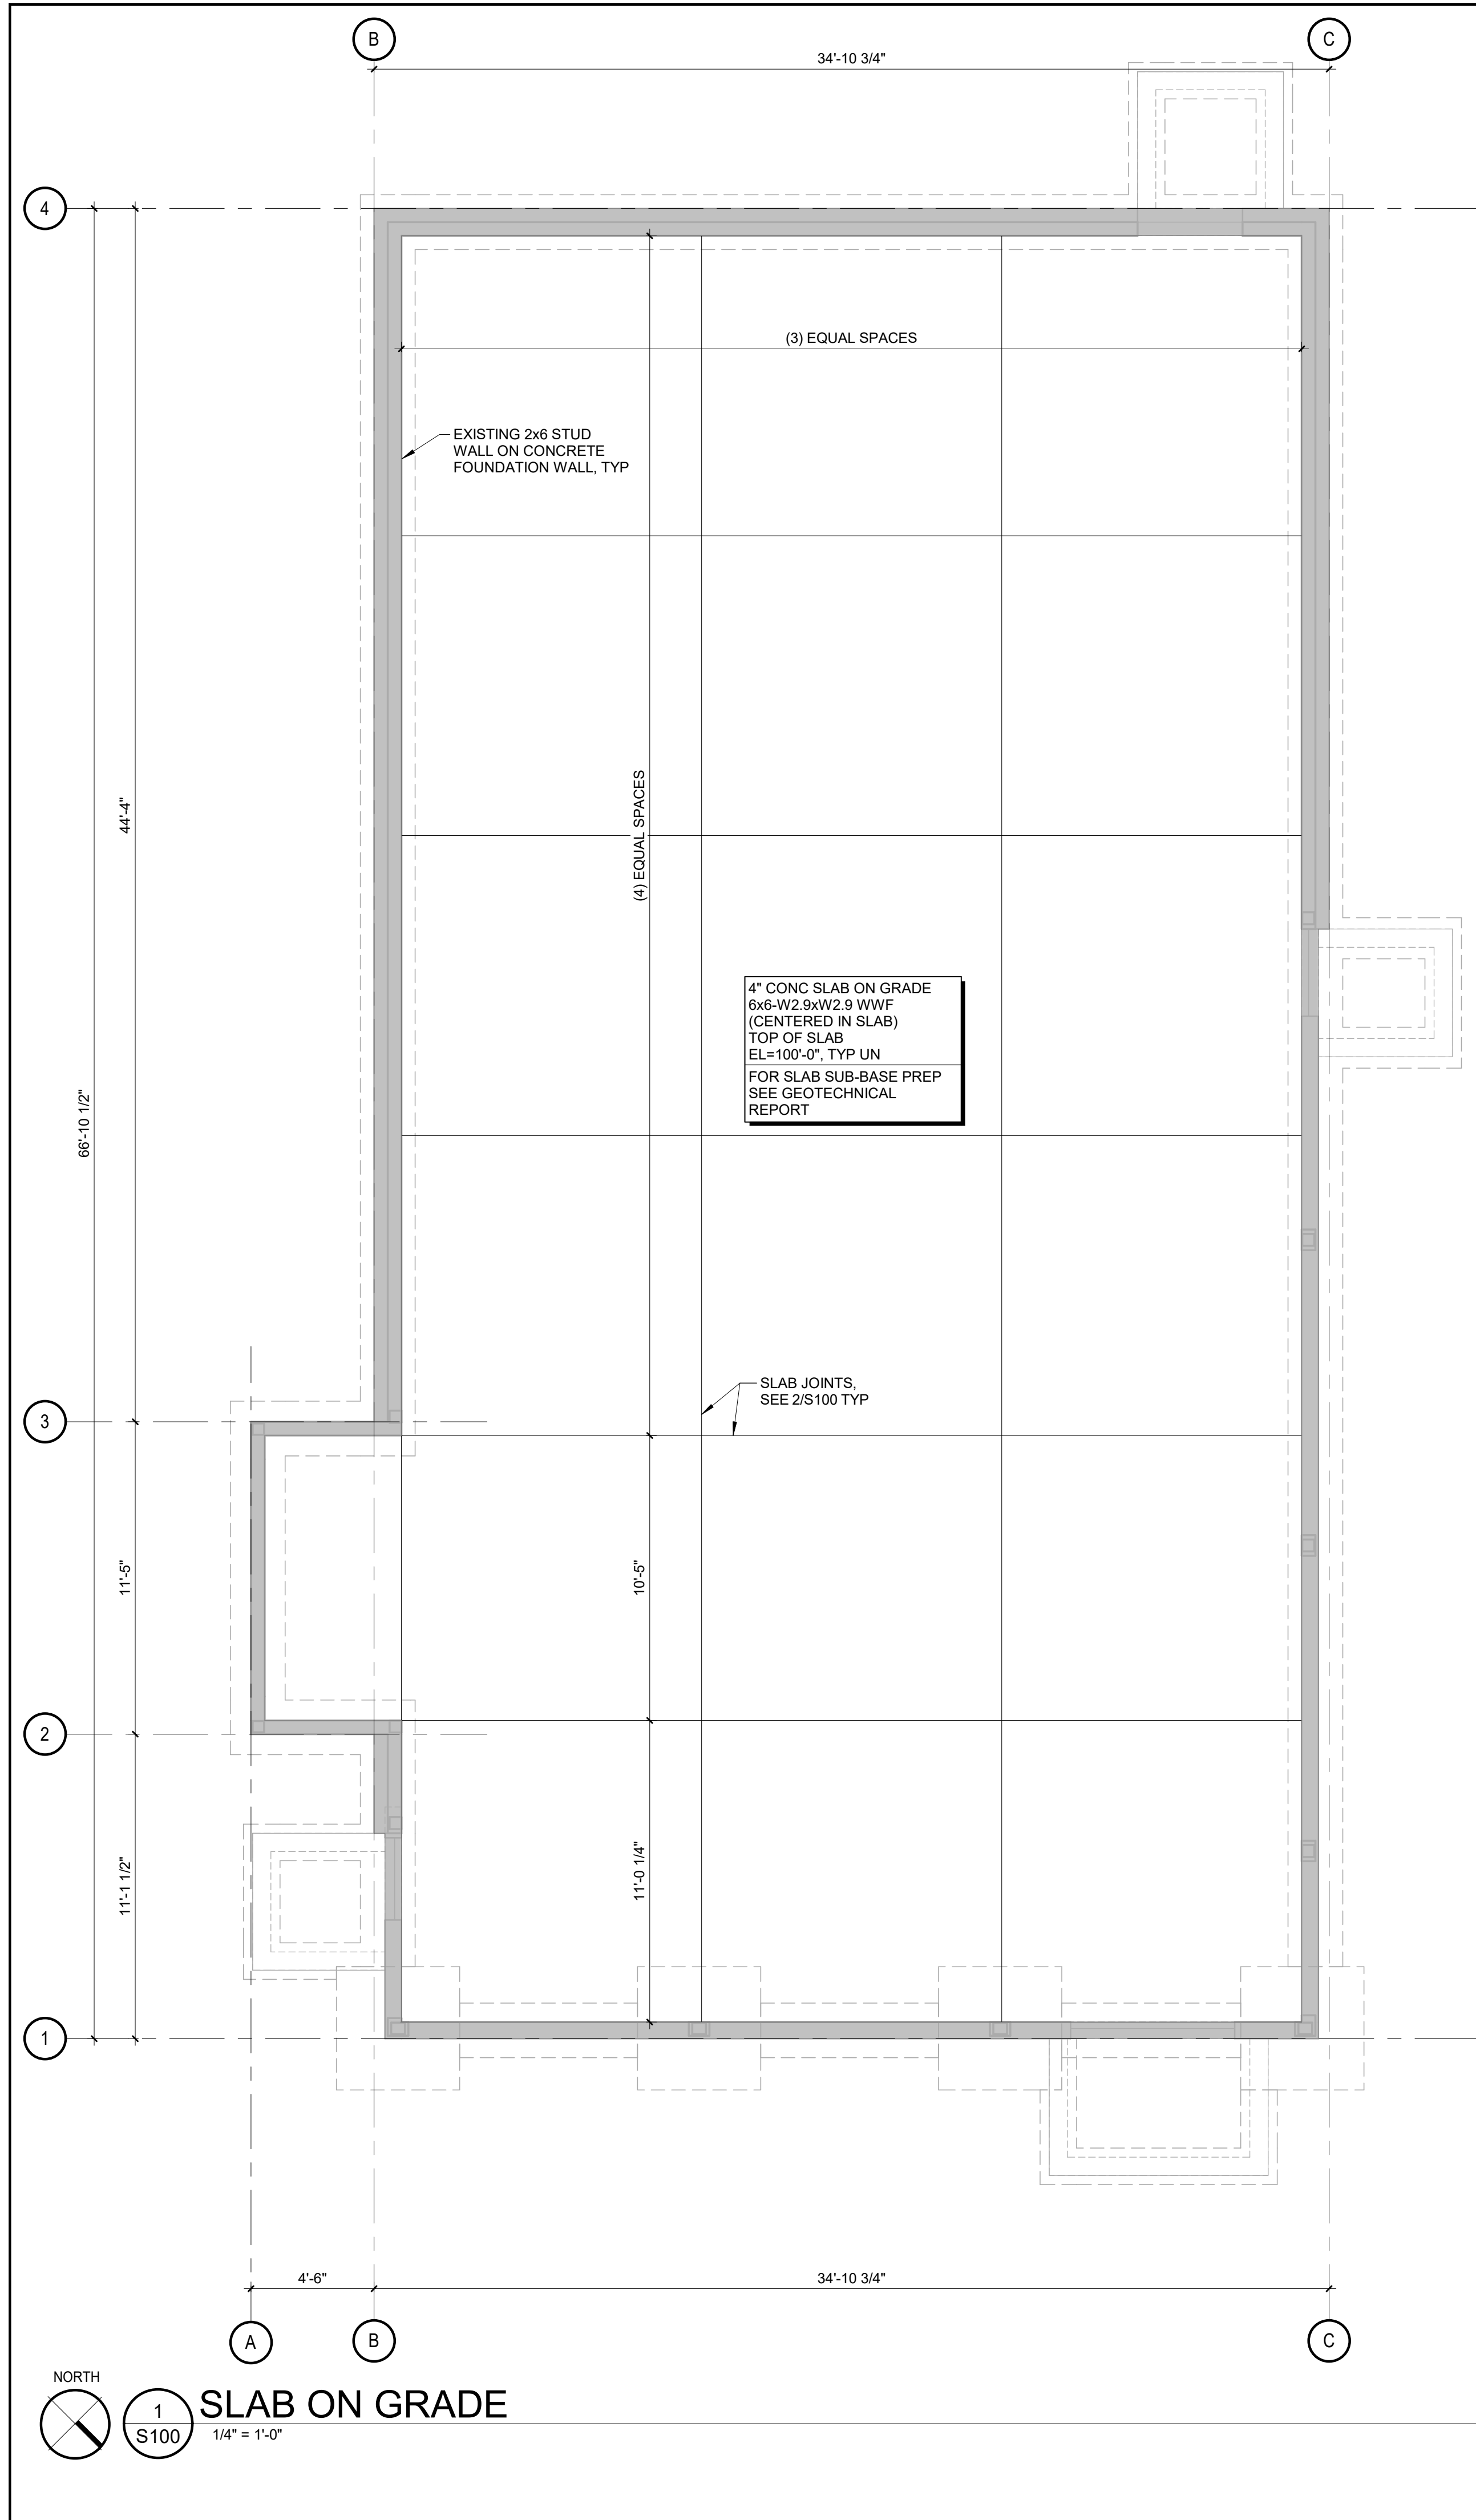 B
C
34'-10 3/4"
4
(3) EQUAL SPACES
EXISTING 2x6 STUD
WALL ON CONCRETE
FOUNDATION WALL, TYP
44'-4"
(4) EQUAL SPACES
66'-10 1/2"
4" CONC SLAB ON GRADE
6x6-W2.9xW2.9 WWF
(CENTERED IN SLAB)
TOP OF SLAB
EL=100'-0", TYP UN
FOR SLAB SUB-BASE PREP
SEE GEOTECHNICAL
REPORT
SLAB JOINTS,
SEE 2/S100 TYP
3
11'-5"
10'-5"
2
11'-1 1/2"
11'-0 1/4"
1
4'-6"
34'-10 3/4"
A
B
C
NORTH
1
S100
SLAB ON GRADE
1/4" = 1'-0"